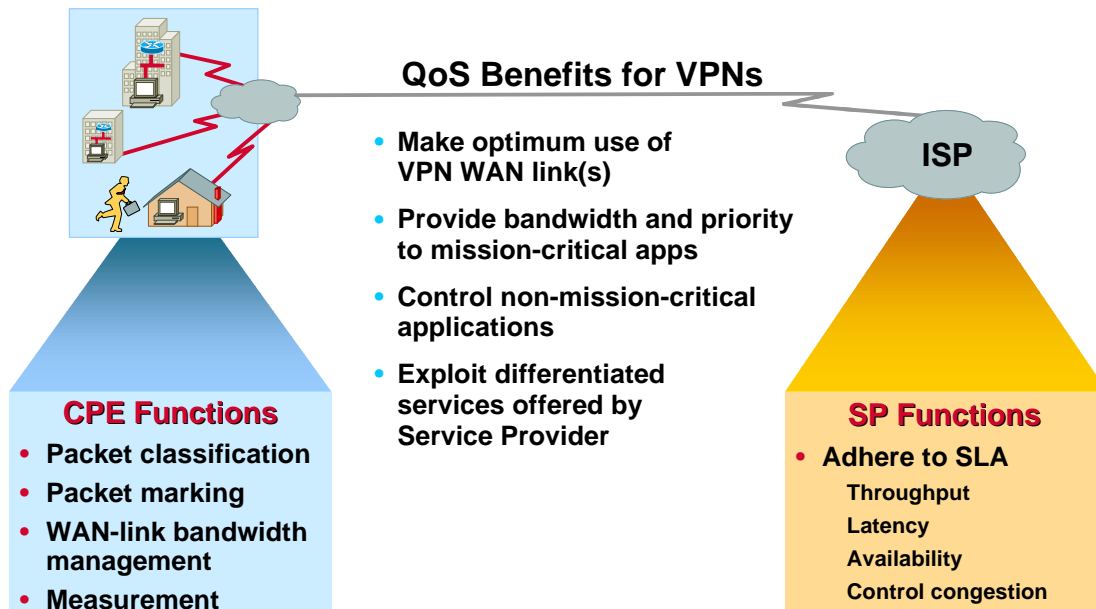 QoS Benefits for VPNs
• Make optimum use of
VPN WAN link(s)
• Provide bandwidth and priority
to mission-critical apps
• Control non-mission-critical
applications
• Exploit differentiated
services offered by
Service Provider
ISP
CPE Functions
• Packet classification
• Packet marking
• WAN-link bandwidth
management
• Measurement
SP Functions
• Adhere to SLA
Throughput
Latency
Availability
Control congestion